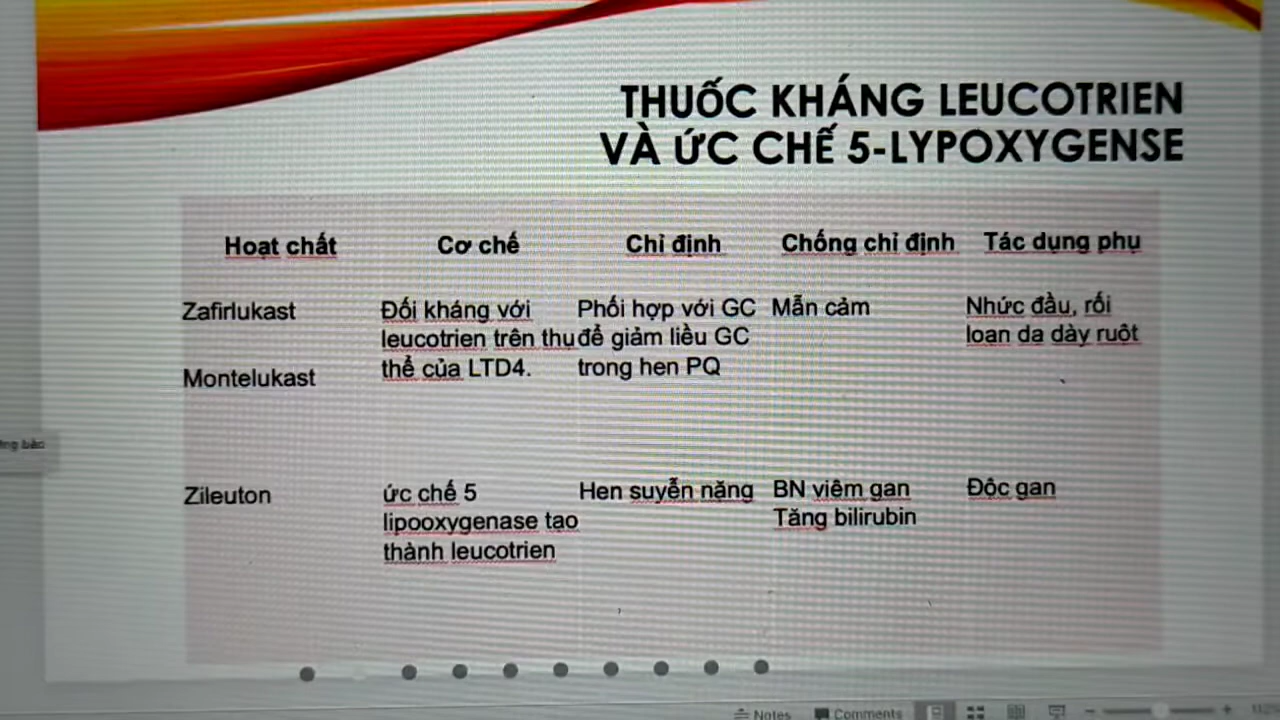 THUỐC KHÁNG LEUCOTRIEN
VÀ ỨC CHẾ 5-LYPOXYGENSE
Hoạt chất Cơ chế Chỉ định Chống chỉ định Tác dụng phụ
Zafirlukast
Montelukast
Đối kháng với
leucotrien trên thu
thể của LTD4.
Phối hợp với GC
để giảm liều GC
trong hen PQ
Mẫn cảm
Nhức đầu, rối
loạn dạ dày ruột
Zileuton
ức chế 5
lipooxygenase tạo
thành leucotrien
Hen suyễn nặng
BN viêm gan
Tăng bilirubin
Độc gan
Notes Comments